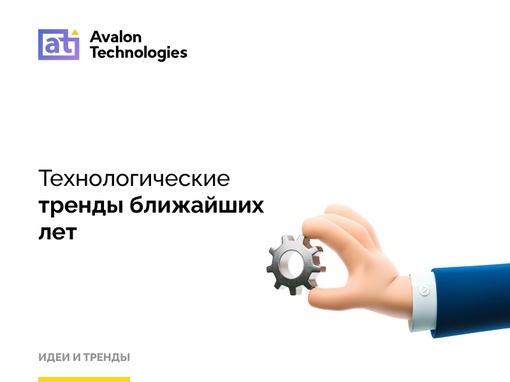 at
Avalon
Technologies
Технологические
тренды ближайших
лет
ИДЕИ И ТРЕНДЫ